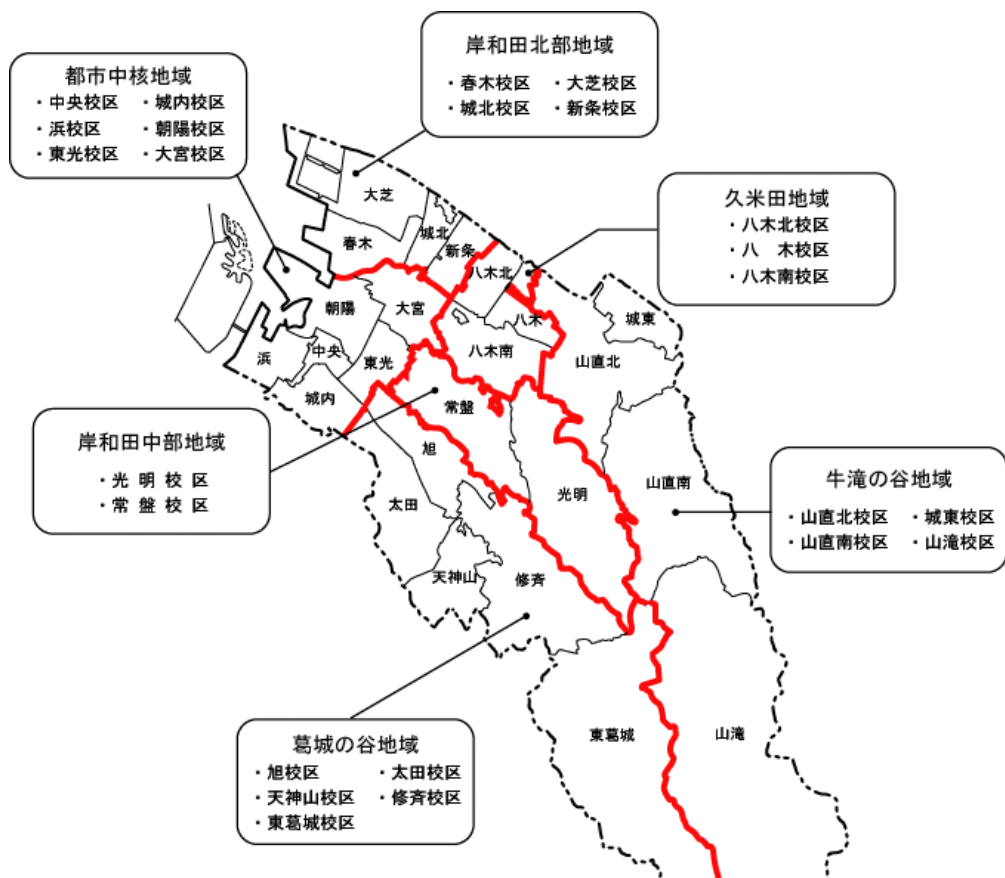 岸和田北部地域
・春木校区 ・大芝校区
・城北校区 ・新条校区
都市中核地域
・中央校区 ・城内校区
・浜校区 ・朝陽校区
・東光校区 ・大宮校区
久米田地域
・八木北校区
・八　木校区
・八木南校区
大芝
春木
城北
新条
八木北
朝陽
大宮
八木
城東
浜
中央
東光
八木南
山直北
城内
常盤
岸和田中部地域
・光 明 校 区
・常 盤 校 区
旭
太田
光明
山直南
牛滝の谷地域
・山直北校区 ・城東校区
・山直南校区 ・山滝校区
天神山
修斉
東葛城
山滝
葛城の谷地域
・旭校区 ・太田校区
・天神山校区 ・修斉校区
・東葛城校区